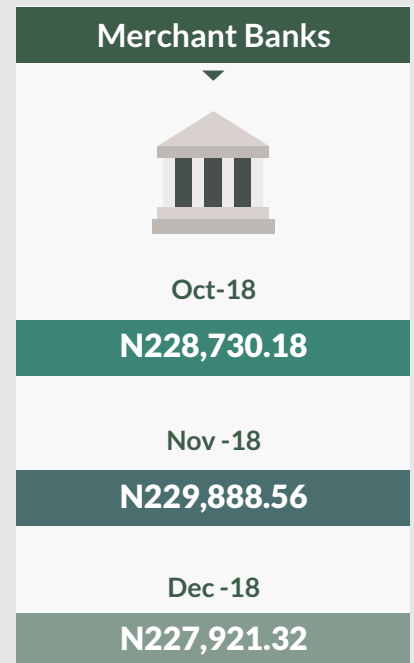 Merchant Banks
Oct-18
N228,730.18
Nov -18
N229,888.56
Dec -18
N227,921.32